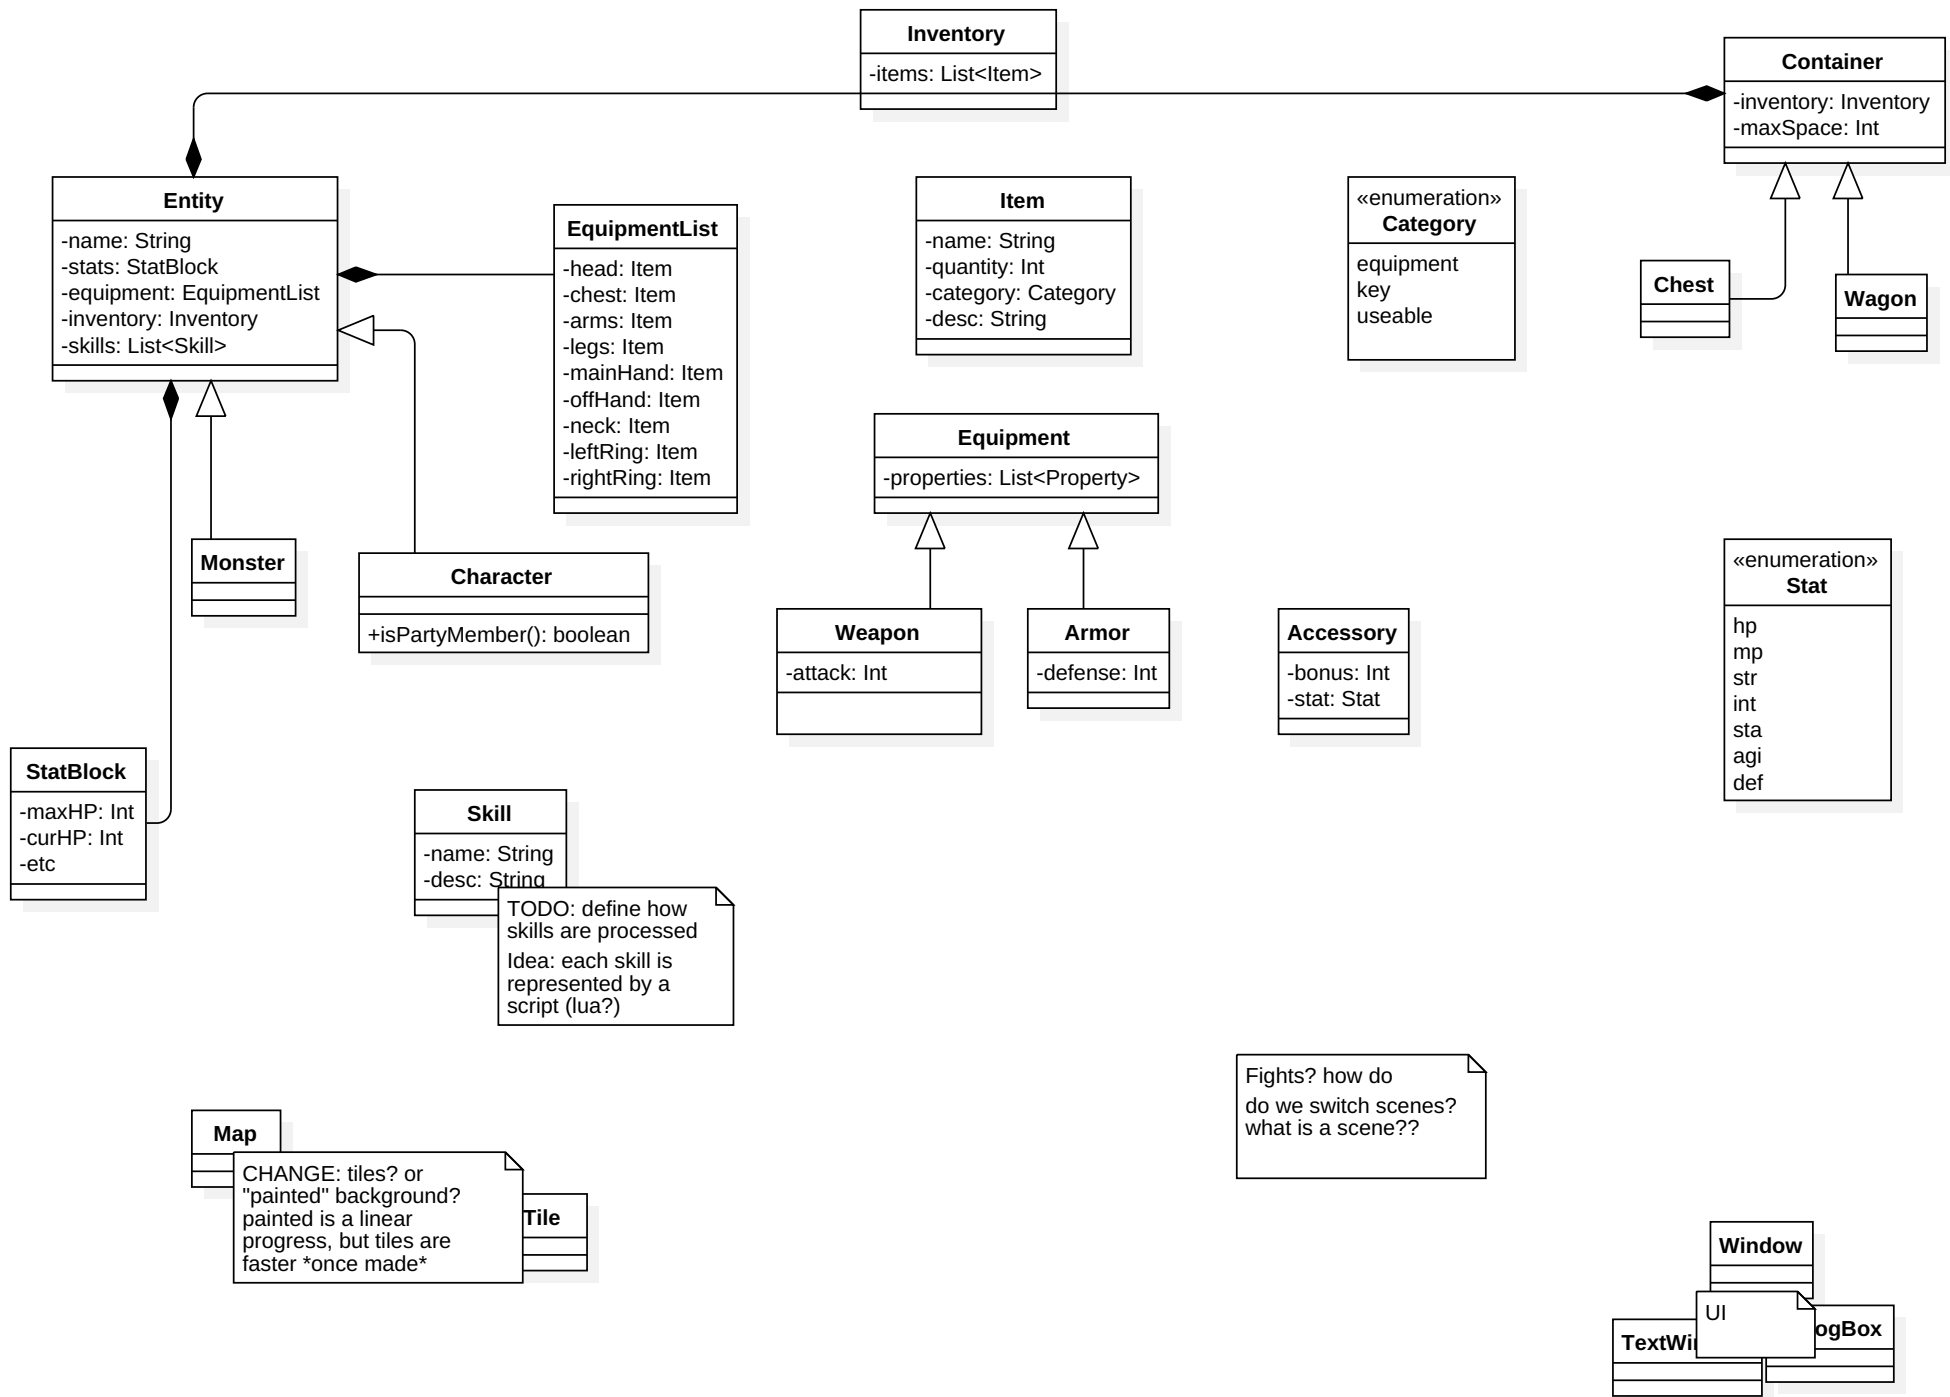 Inventory
-items: List<Item>
Container
-inventory: Inventory
-maxSpace: Int
Entity
-name: String
-stats: StatBlock
-equipment: EquipmentList
-inventory: Inventory
-skills: List<Skill>
EquipmentList
-head: Item
-chest: Item
-arms: Item
-legs: Item
-mainHand: Item
-offHand: Item
-neck: Item
-leftRing: Item
-rightRing: Item
Item
-name: String
-quantity: Int
-category: Category
-desc: String
«enumeration»
Category
equipment
key
useable
Chest
Wagon
Equipment
-properties: List<Property>
Monster
Character
+isPartyMember(): boolean
Weapon
-attack: Int
Armor
-defense: Int
Accessory
-bonus: Int
-stat: Stat
«enumeration»
Stat
hp
mp
str
int
sta
agi
def
StatBlock
-maxHP: Int
-curHP: Int
-etc
Skill
-name: String
-desc: String
TODO: define how
skills are processed
Idea: each skill is
represented by a
script (lua?)
Fights? how do
do we switch scenes?
what is a scene??
Map
CHANGE: tiles? or
"painted" background?
painted is a linear
progress, but tiles are
faster *once made*
Tile
Window
UI